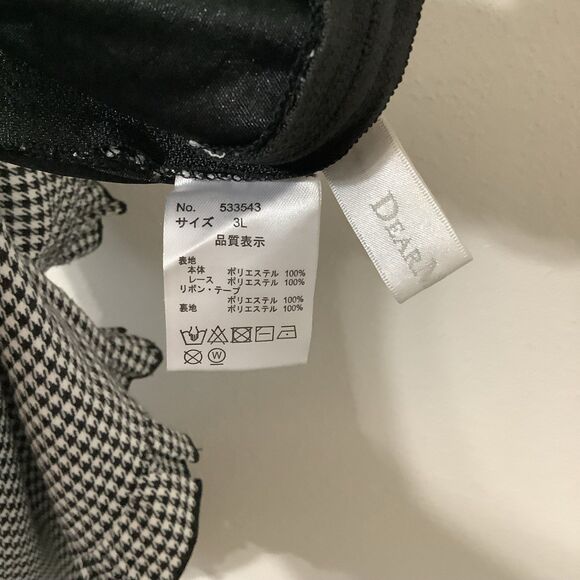 No. 533543
サイズ 3L
品質表示
表地
本体 ポリエステル 100%
レース ポリエステル 100%
リボン・テープ
ポリエステル 100%
裏地 ポリエステル 100%
W
DEAR